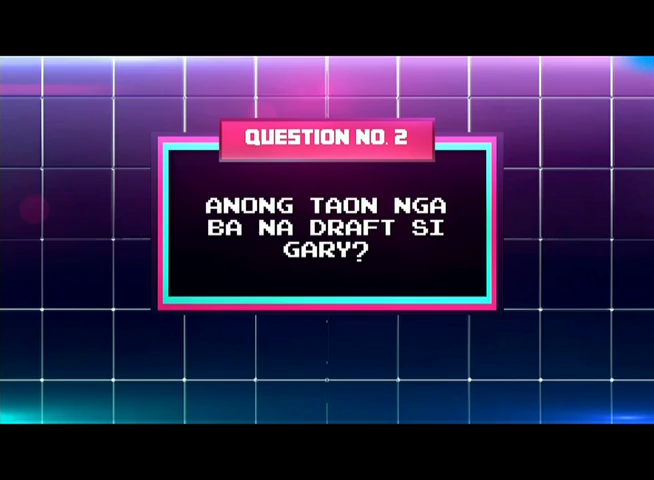 QUESTION NO. 2
ANONG TAON NGA
BA NA DRAFT SI
GARY?